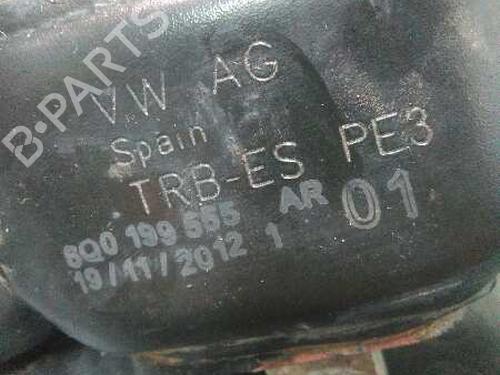 B-PARTS
VW AG
Spain
TRB-ES PE3
6Q0 199 555 AR 01
19/11/2012 1